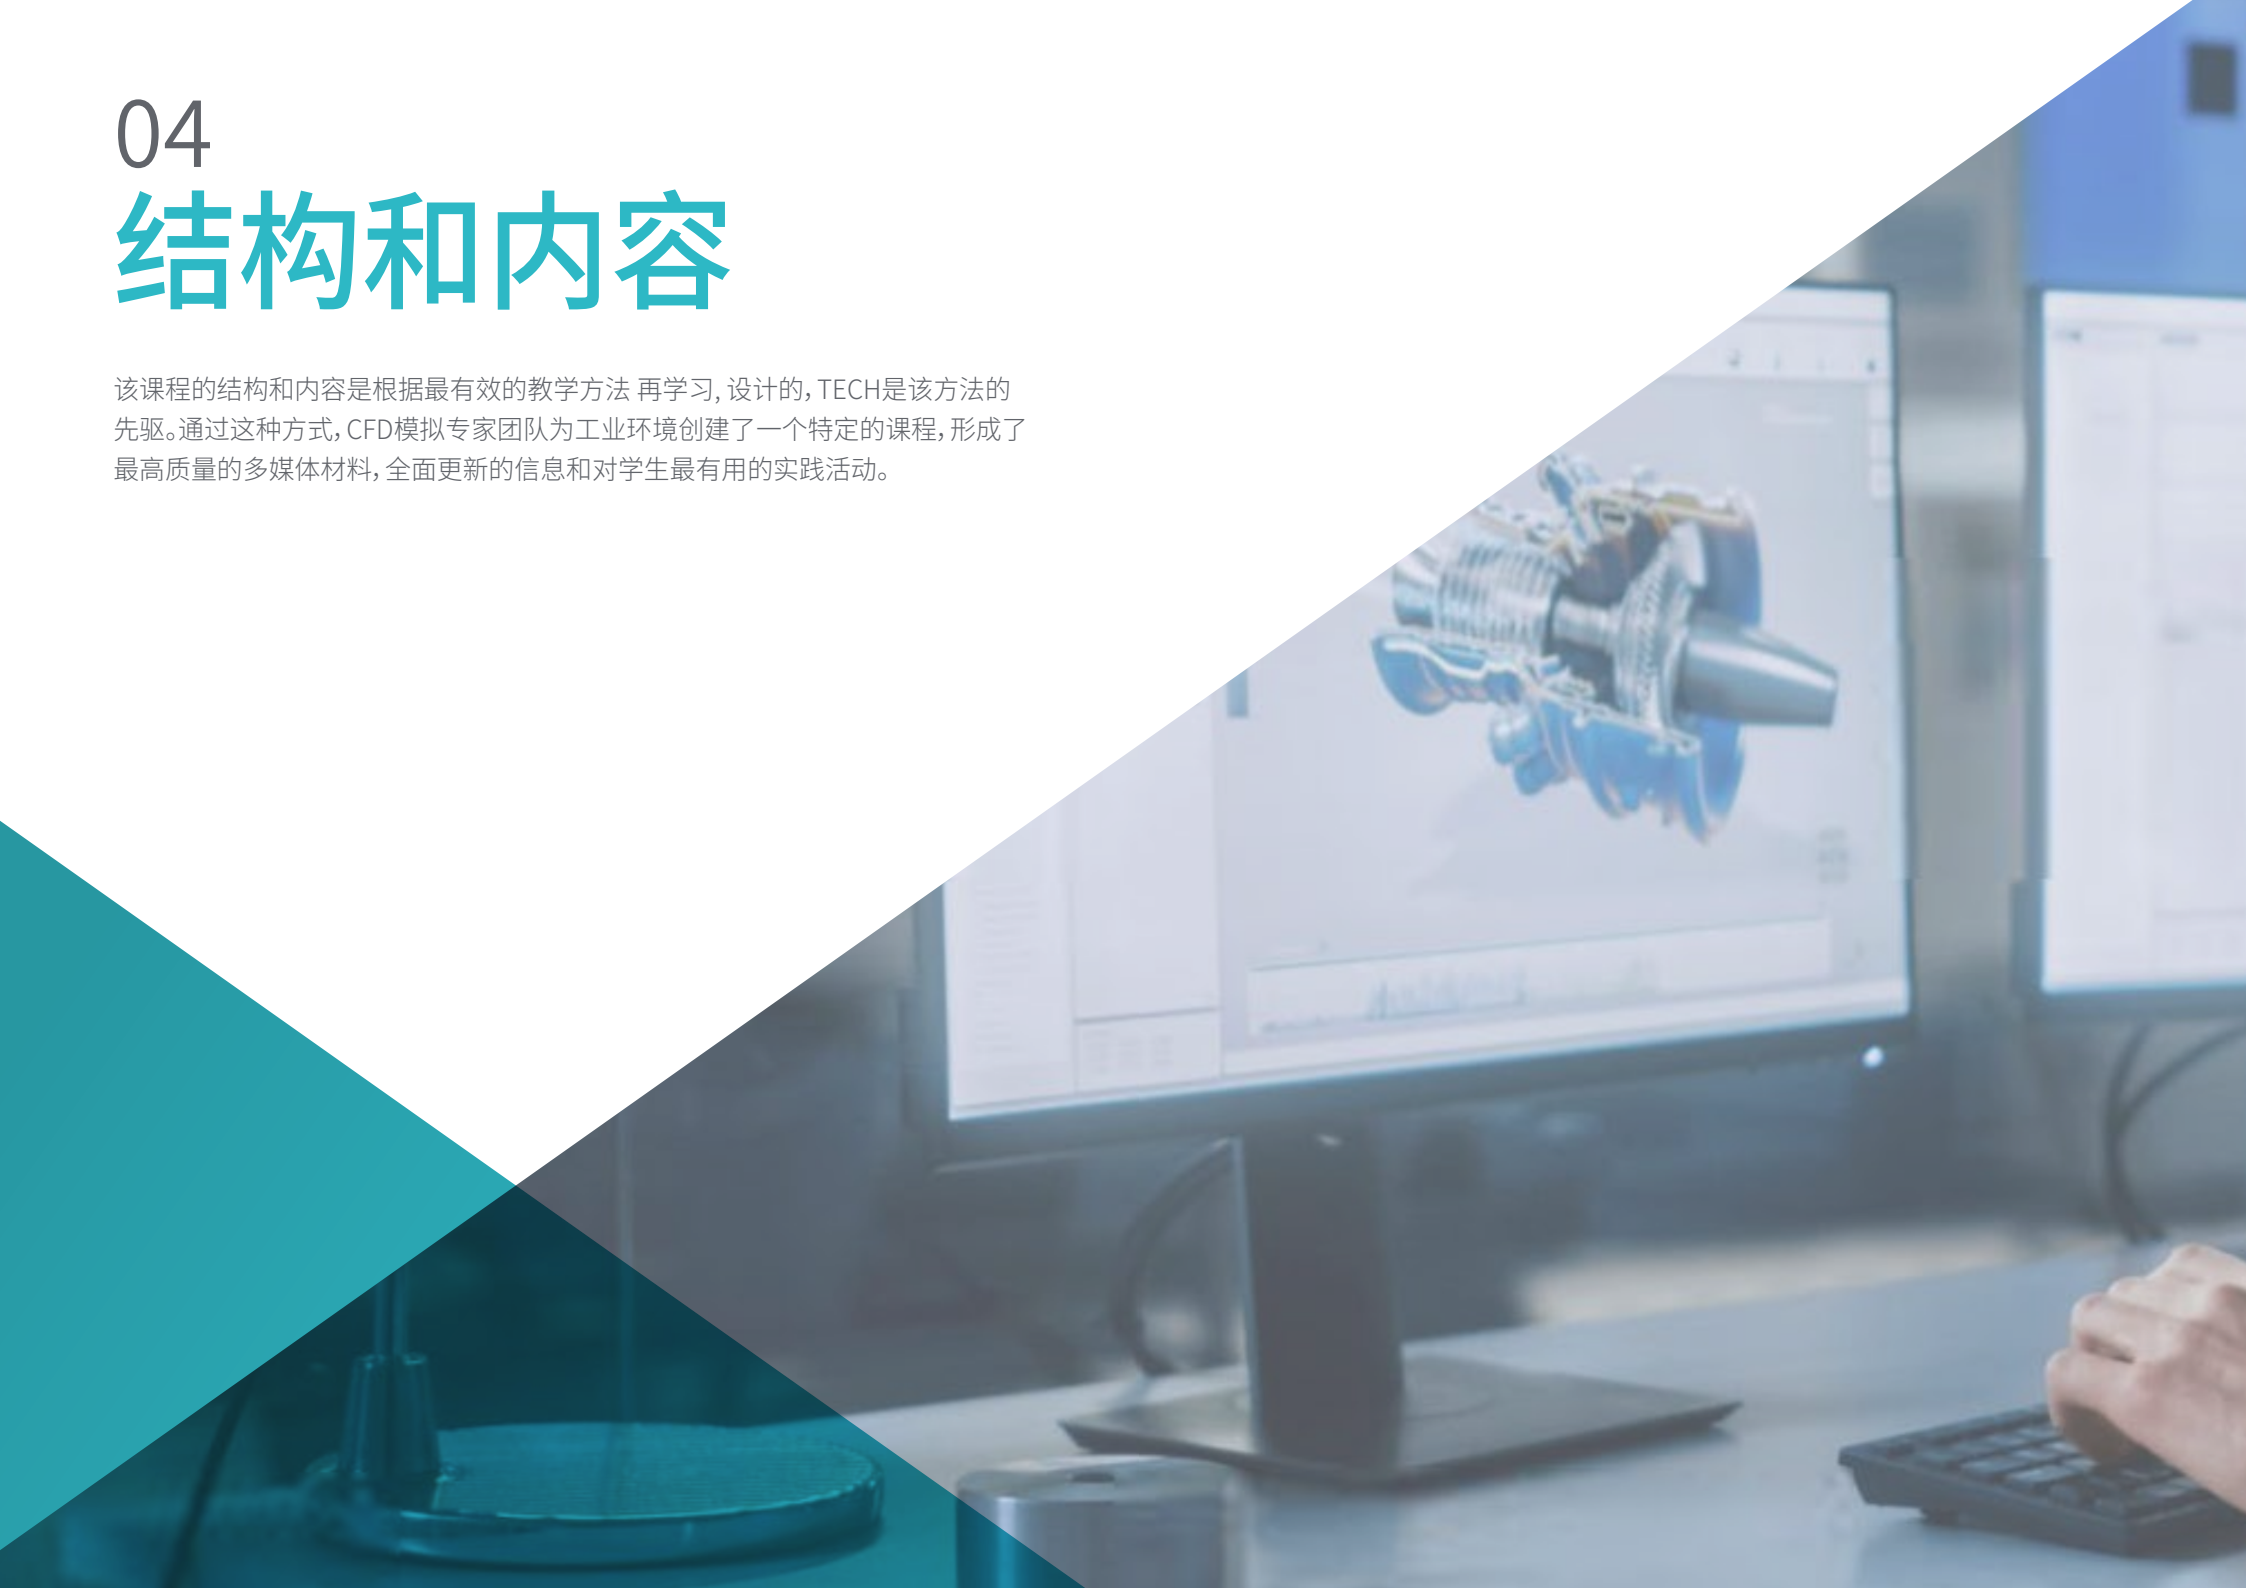 04
结构和内容
该课程的结构和内容是根据最有效的教学方法 再学习, 设计的, TECH是该方法的
先驱。通过这种方式, CFD模拟专家团队为工业环境创建了一个特定的课程, 形成了
最高质量的多媒体材料, 全面更新的信息和对学生最有用的实践活动。